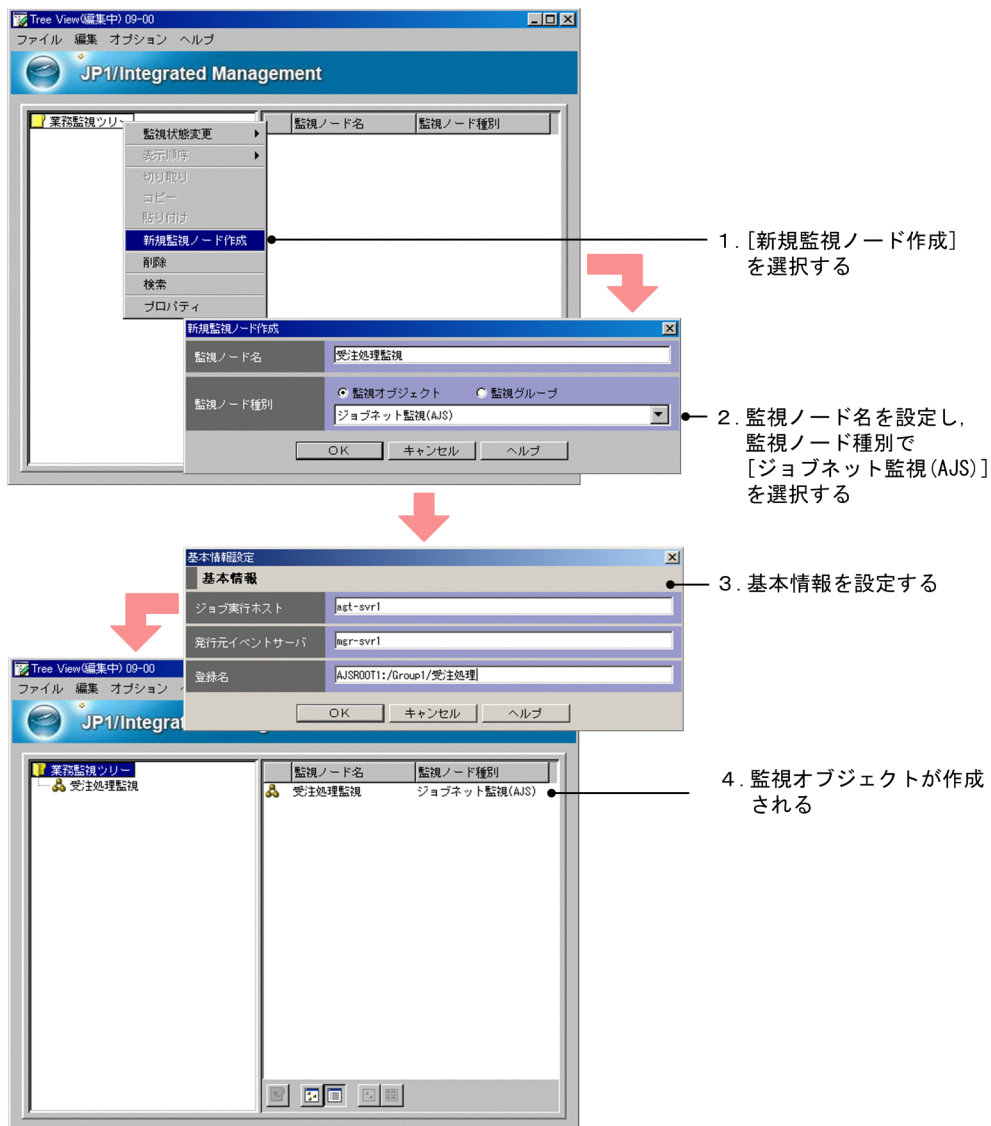 Tree View(編集中) 09-00
ファイル 編集 オプション ヘルプ
JP1/Integrated Management
業務監視ツリー
監視ノード名 監視ノード種別
監視状態変更
表示順序
切り取り
コピー
貼り付け
新規監視ノード作成
削除
検索
プロパティ
1.[新規監視ノード作成]
を選択する
新規監視ノード作成
監視ノード名 受注処理監視
監視ノード種別 監視オブジェクト 監視グループ
ジョブネット監視(AJS)
OK キャンセル ヘルプ
2.監視ノード名を設定し,
監視ノード種別で
[ジョブネット監視(AJS)]
を選択する
基本情報設定
基本情報
ジョブ実行ホスト agt-svr1
発行元イベントサーバ mgr-svr1
登録名 AJSROOT1:/Group1/受注処理
OK キャンセル ヘルプ
3.基本情報を設定する
Tree View(編集中) 09-00
ファイル 編集 オプション
JP1/Integrat
業務監視ツリー
受注処理監視
監視ノード名 監視ノード種別
受注処理監視 ジョブネット監視(AJS)
4.監視オブジェクトが作成
される